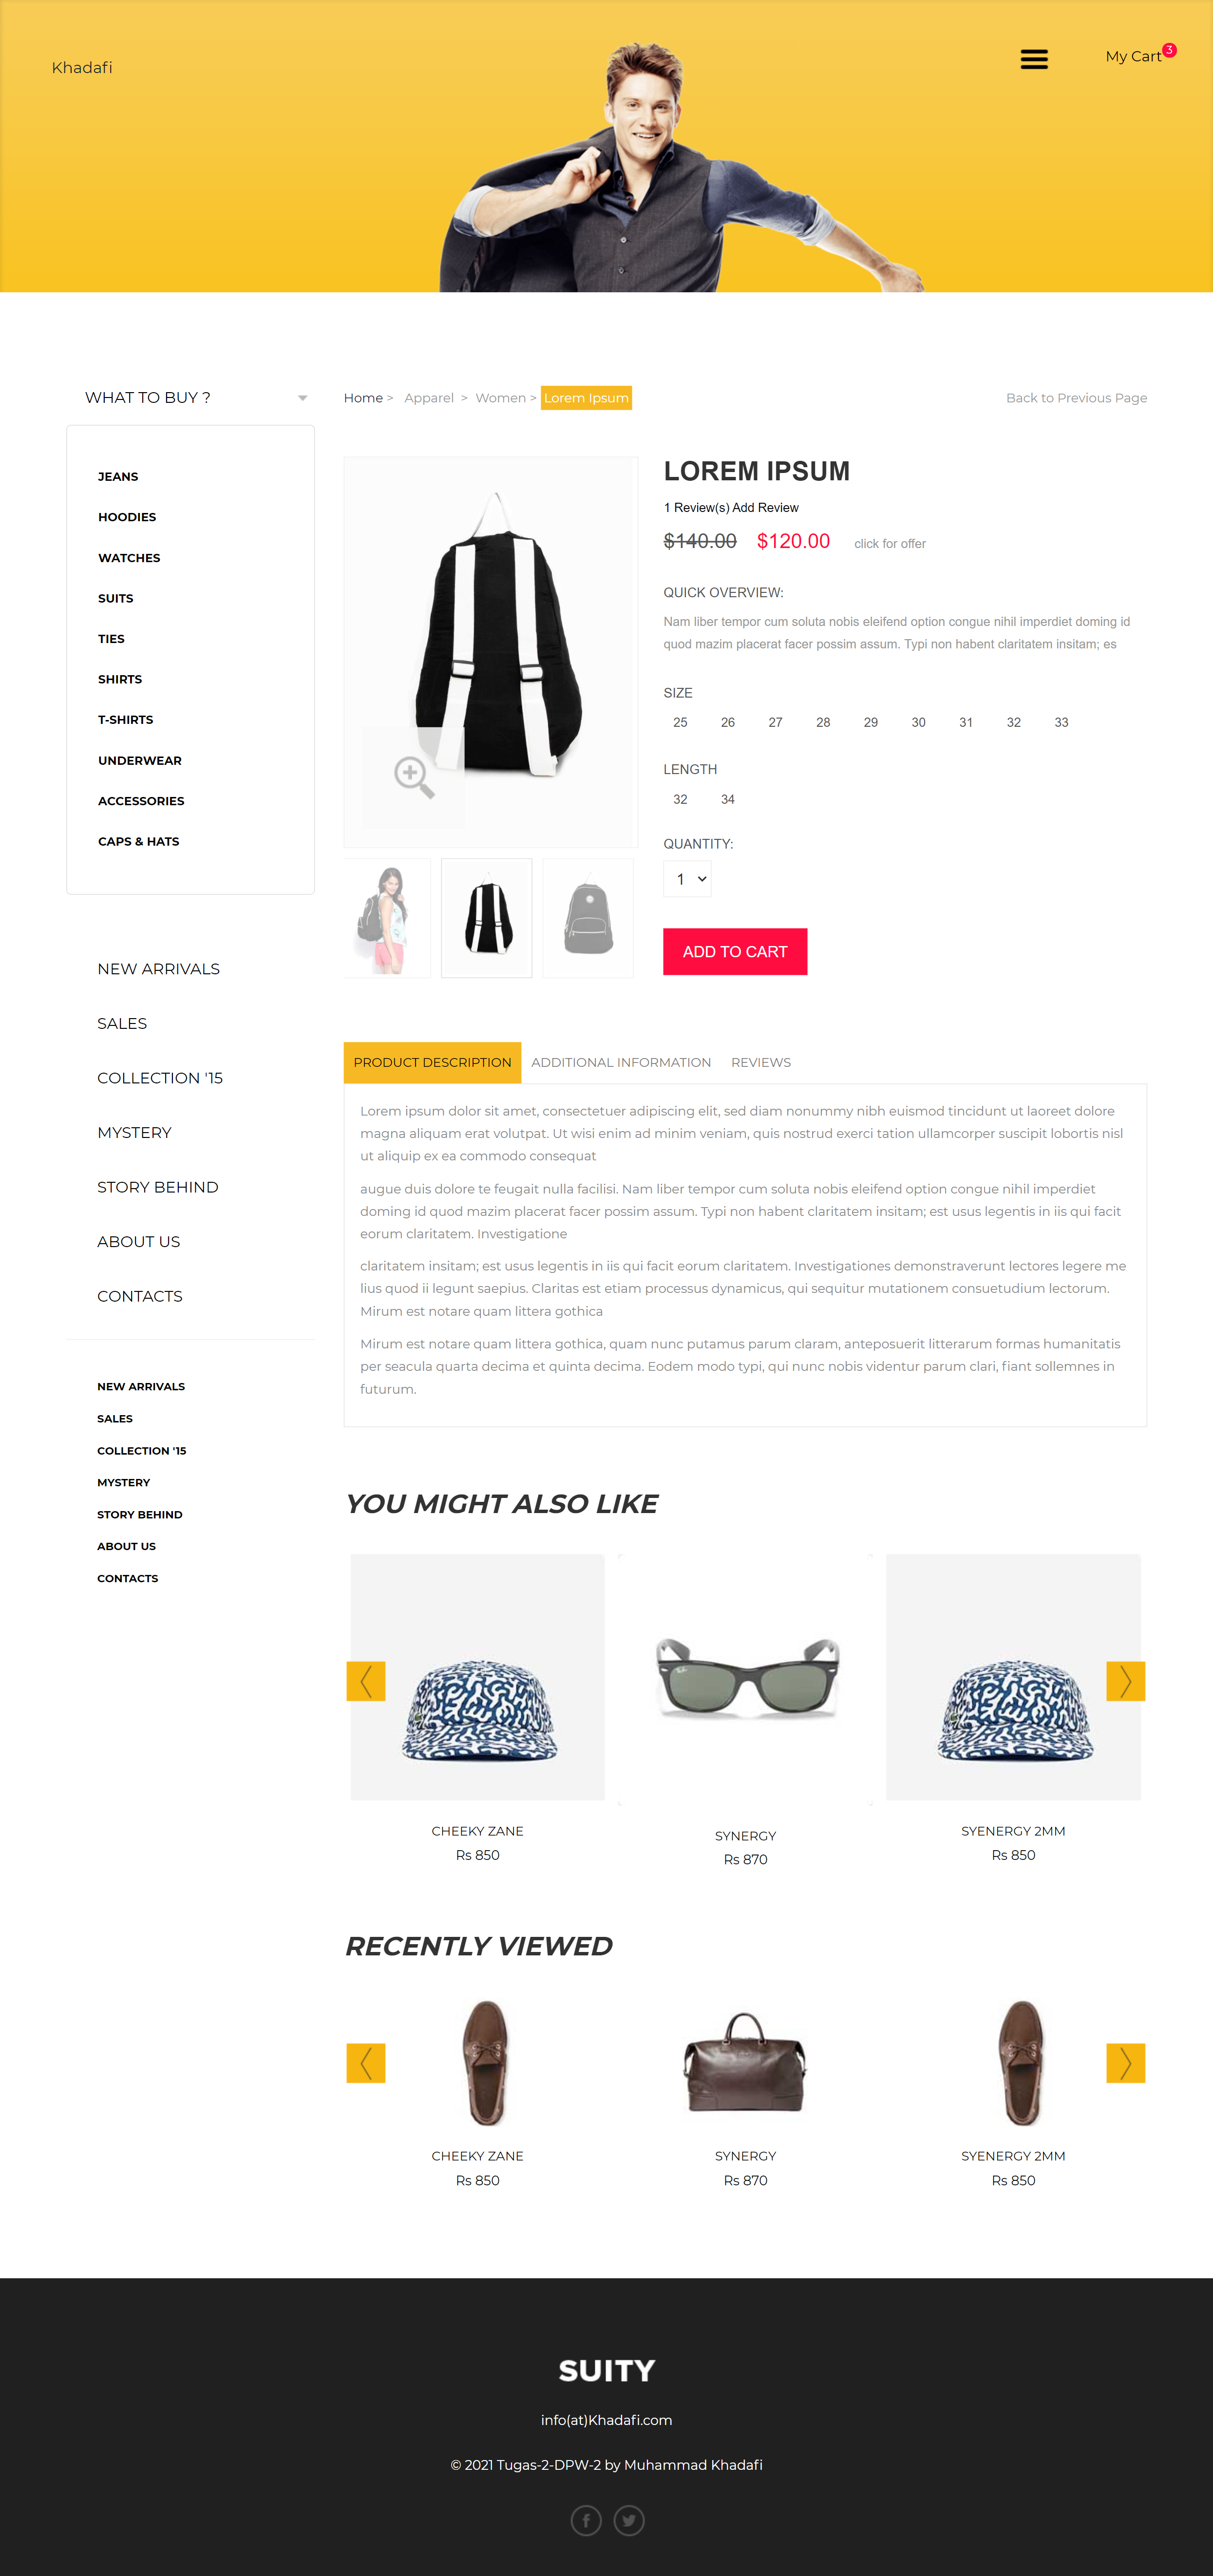 Khadafi
My Cart 3
WHAT TO BUY ?
JEANS
HOODIES
WATCHES
SUITS
TIES
SHIRTS
T-SHIRTS
UNDERWEAR
ACCESSORIES
CAPS & HATS
NEW ARRIVALS
SALES
COLLECTION '15
MYSTERY
STORY BEHIND
ABOUT US
CONTACTS
NEW ARRIVALS
SALES
COLLECTION '15
MYSTERY
STORY BEHIND
ABOUT US
CONTACTS
Home > Apparel > Women > Lorem Ipsum
Back to Previous Page
LOREM IPSUM
1 Review(s) Add Review
$140.00 $120.00 click for offer
QUICK OVERVIEW:
Nam liber tempor cum soluta nobis eleifend option congue nihil imperdiet doming id
quod mazim placerat facer possim assum. Typi non habent claritatem insitam; es
SIZE
25 26 27 28 29 30 31 32 33
LENGTH
32 34
QUANTITY:
1
ADD TO CART
PRODUCT DESCRIPTION ADDITIONAL INFORMATION REVIEWS
Lorem ipsum dolor sit amet, consectetuer adipiscing elit, sed diam nonummy nibh euismod tincidunt ut laoreet dolore
magna aliquam erat volutpat. Ut wisi enim ad minim veniam, quis nostrud exerci tation ullamcorper suscipit lobortis nisl
ut aliquip ex ea commodo consequat
augue duis dolore te feugait nulla facilisi. Nam liber tempor cum soluta nobis eleifend option congue nihil imperdiet
doming id quod mazim placerat facer possim assum. Typi non habent claritatem insitam; est usus legentis in iis qui facit
eorum claritatem. Investigatione
claritatem insitam; est usus legentis in iis qui facit eorum claritatem. Investigationes demonstraverunt lectores legere me
lius quod ii legunt saepius. Claritas est etiam processus dynamicus, qui sequitur mutationem consuetudium lectorum.
Mirum est notare quam littera gothica
Mirum est notare quam littera gothica, quam nunc putamus parum claram, anteposuerit litterarum formas humanitatis
per seacula quarta decima et quinta decima. Eodem modo typi, qui nunc nobis videntur parum clari, fiant sollemnes in
futurum.
YOU MIGHT ALSO LIKE
CHEEKY ZANE
Rs 850
SYNERGY
Rs 870
SYENERGY 2MM
Rs 850
RECENTLY VIEWED
CHEEKY ZANE
Rs 850
SYNERGY
Rs 870
SYENERGY 2MM
Rs 850
SUITY
info(at)Khadafi.com
© 2021 Tugas-2-DPW-2 by Muhammad Khadafi